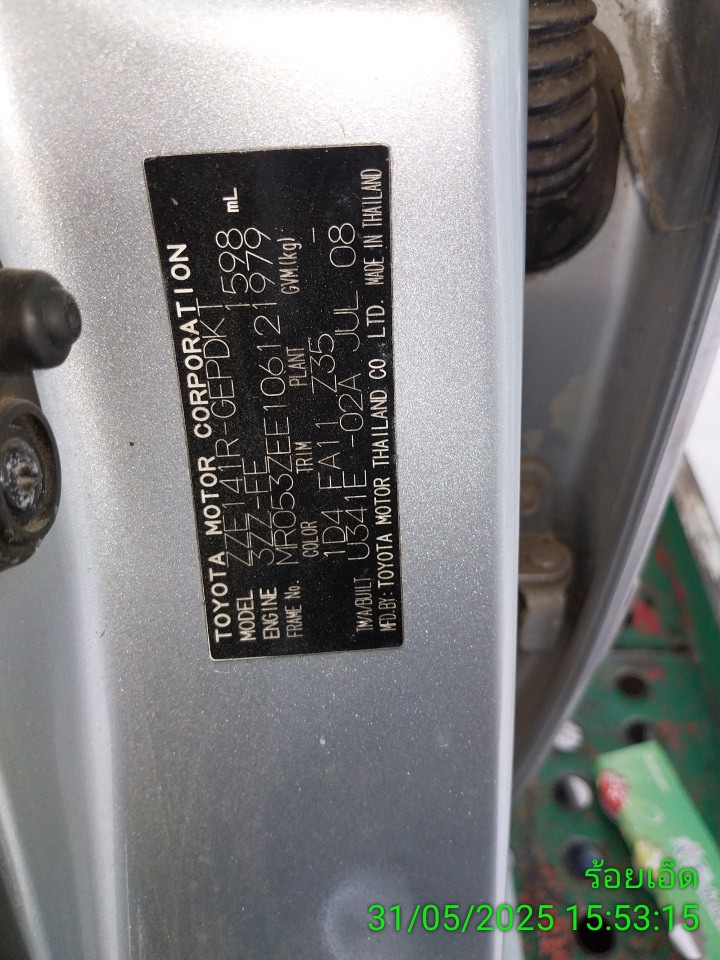 TOYOTA MOTOR CORPORATION
MODEL ZZE141R-GEPDKT 1598 mL
ENGINE 3ZZ-FE
FRAME No. MR053ZEE106121979
COLOR TRIM PLANT GVM(kg)
1D4 FA11 Z35 -
TM/A/BUILT U341E -02A JUL 08
MFD.BY: TOYOTA MOTOR THAILAND CO LTD. MADE IN THAILAND
ร้อยเอ็ด
31/05/2025 15:53:15